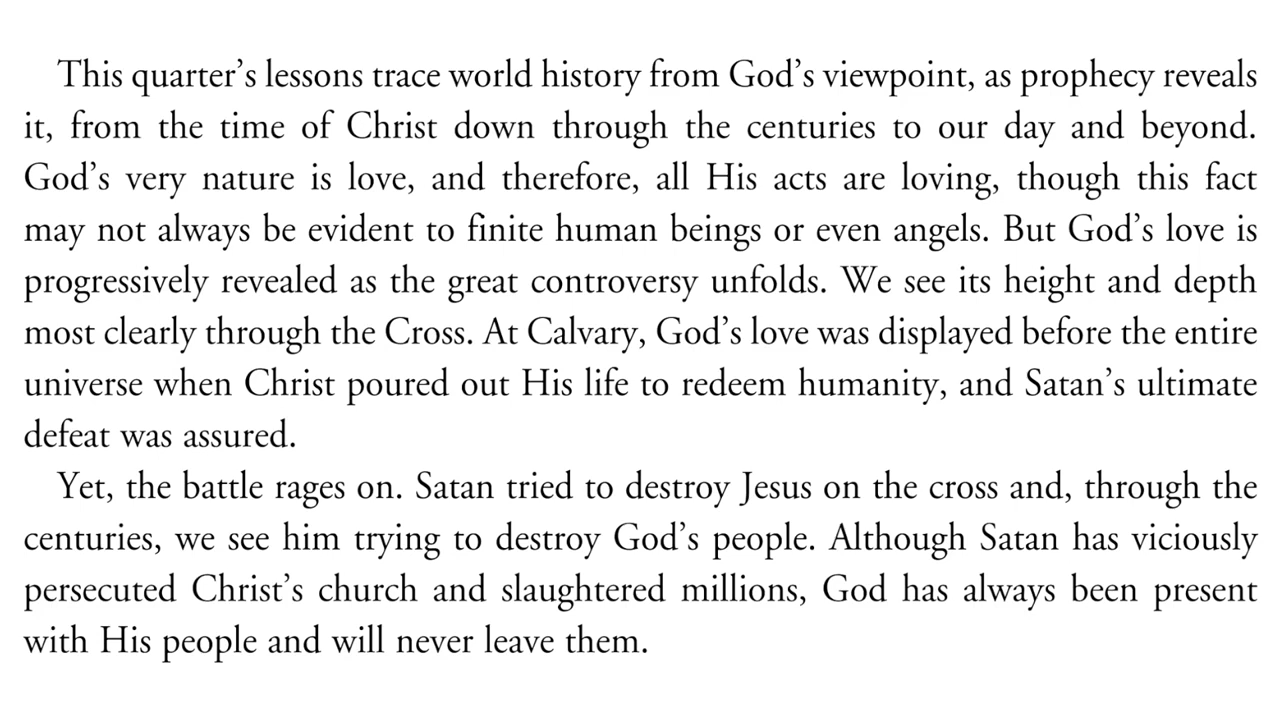 This quarter’s lessons trace world history from God’s viewpoint, as prophecy reveals
it, from the time of Christ down through the centuries to our day and beyond.
God’s very nature is love, and therefore, all His acts are loving, though this fact
may not always be evident to finite human beings or even angels. But God’s love is
progressively revealed as the great controversy unfolds. We see its height and depth
most clearly through the Cross. At Calvary, God’s love was displayed before the entire
universe when Christ poured out His life to redeem humanity, and Satan’s ultimate
defeat was assured.
Yet, the battle rages on. Satan tried to destroy Jesus on the cross and, through the
centuries, we see him trying to destroy God’s people. Although Satan has viciously
persecuted Christ’s church and slaughtered millions, God has always been present
with His people and will never leave them.